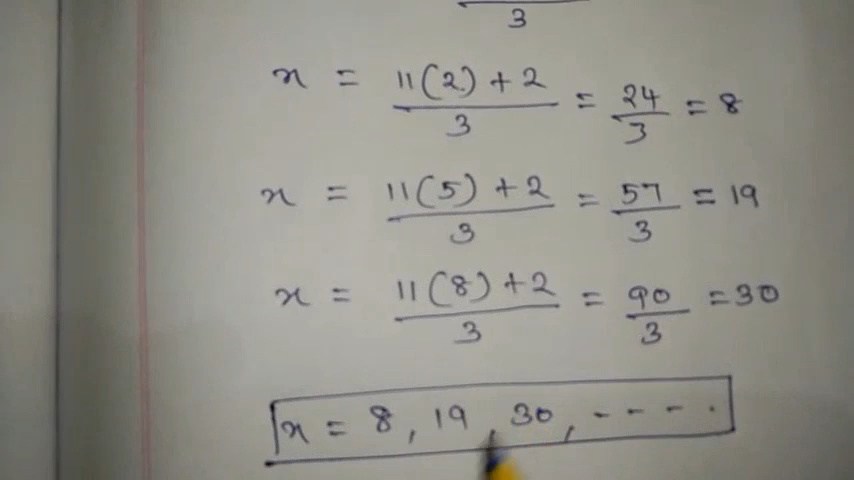 3
x = 11(2) + 2 / 3 = 24 / 3 = 8
x = 11(5) + 2 / 3 = 57 / 3 = 19
x = 11(8) + 2 / 3 = 90 / 3 = 30
x = 8, 19, 30, - - - .